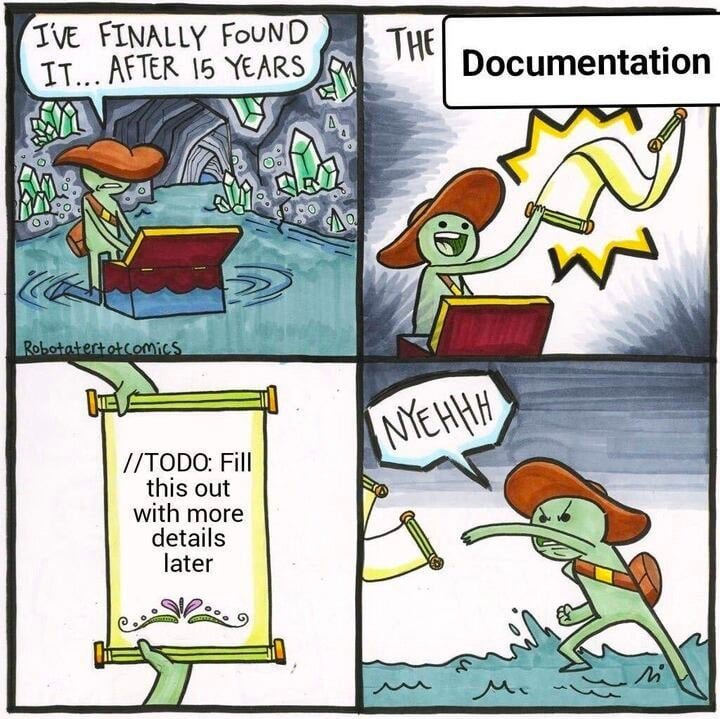 I'VE FINALLY FOUND
IT... AFTER 15 YEARS
THE
Documentation
Robotatertotcomics
//TODO: Fill
this out
with more
details
later
NYEHHH